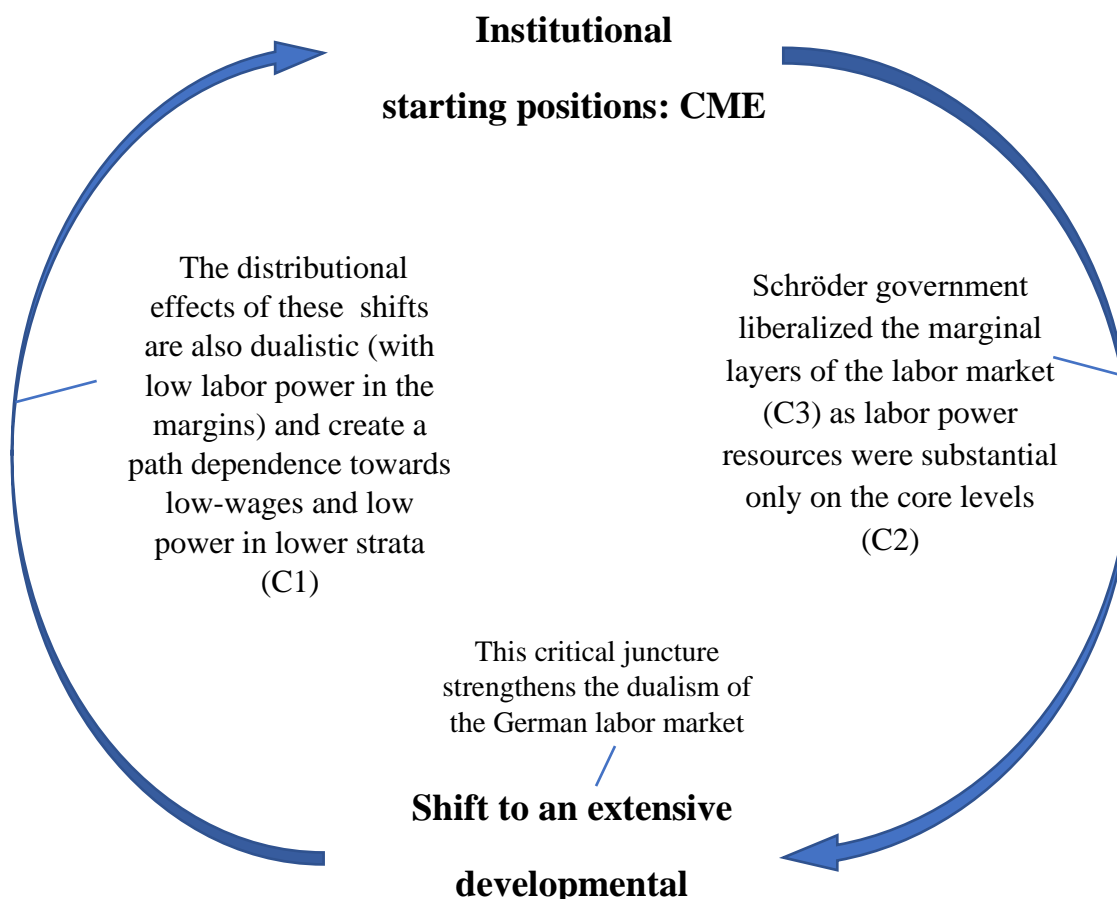 Institutional
starting positions: CME
The distributional
effects of these shifts
are also dualistic (with
low labor power in the
margins) and create a
path dependence towards
low-wages and low
power in lower strata
(C1)
Schröder government
liberalized the marginal
layers of the labor market
(C3) as labor power
resources were substantial
only on the core levels
(C2)
This critical juncture
strengthens the dualism of
the German labor market
Shift to an extensive
developmental